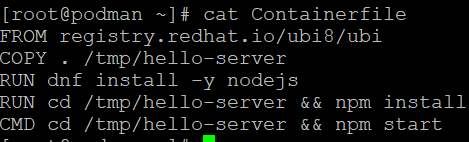 [root@podman ~]# cat Containerfile
FROM registry.redhat.io/ubi8/ubi
COPY . /tmp/hello-server
RUN dnf install -y nodejs
RUN cd /tmp/hello-server && npm install
CMD cd /tmp/hello-server && npm start